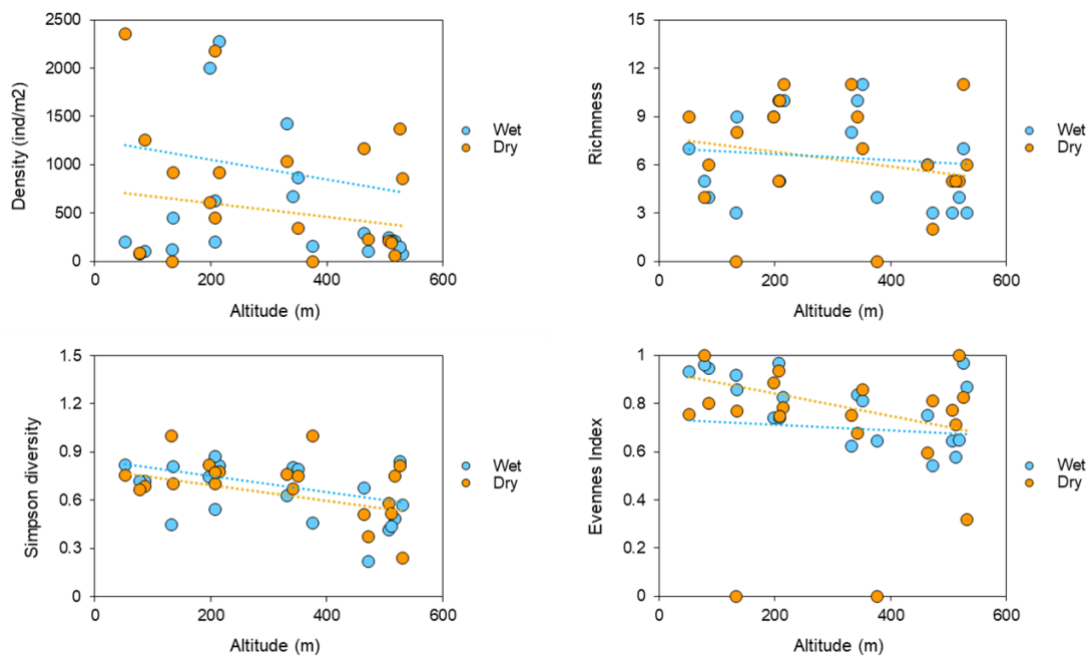 2500
2000
1500
1000
500
0
0
200
400
600
Density (ind/m2)
Altitude (m)
Wet
Dry
15
12
9
6
3
0
0
200
400
600
Richnness
Altitude (m)
Wet
Dry
1.5
1.2
0.9
0.6
0.3
0
0
200
400
600
Simpson diversity
Altitude (m)
Wet
Dry
1
0.8
0.6
0.4
0.2
0
0
200
400
600
Evennes Index
Altitude (m)
Wet
Dry